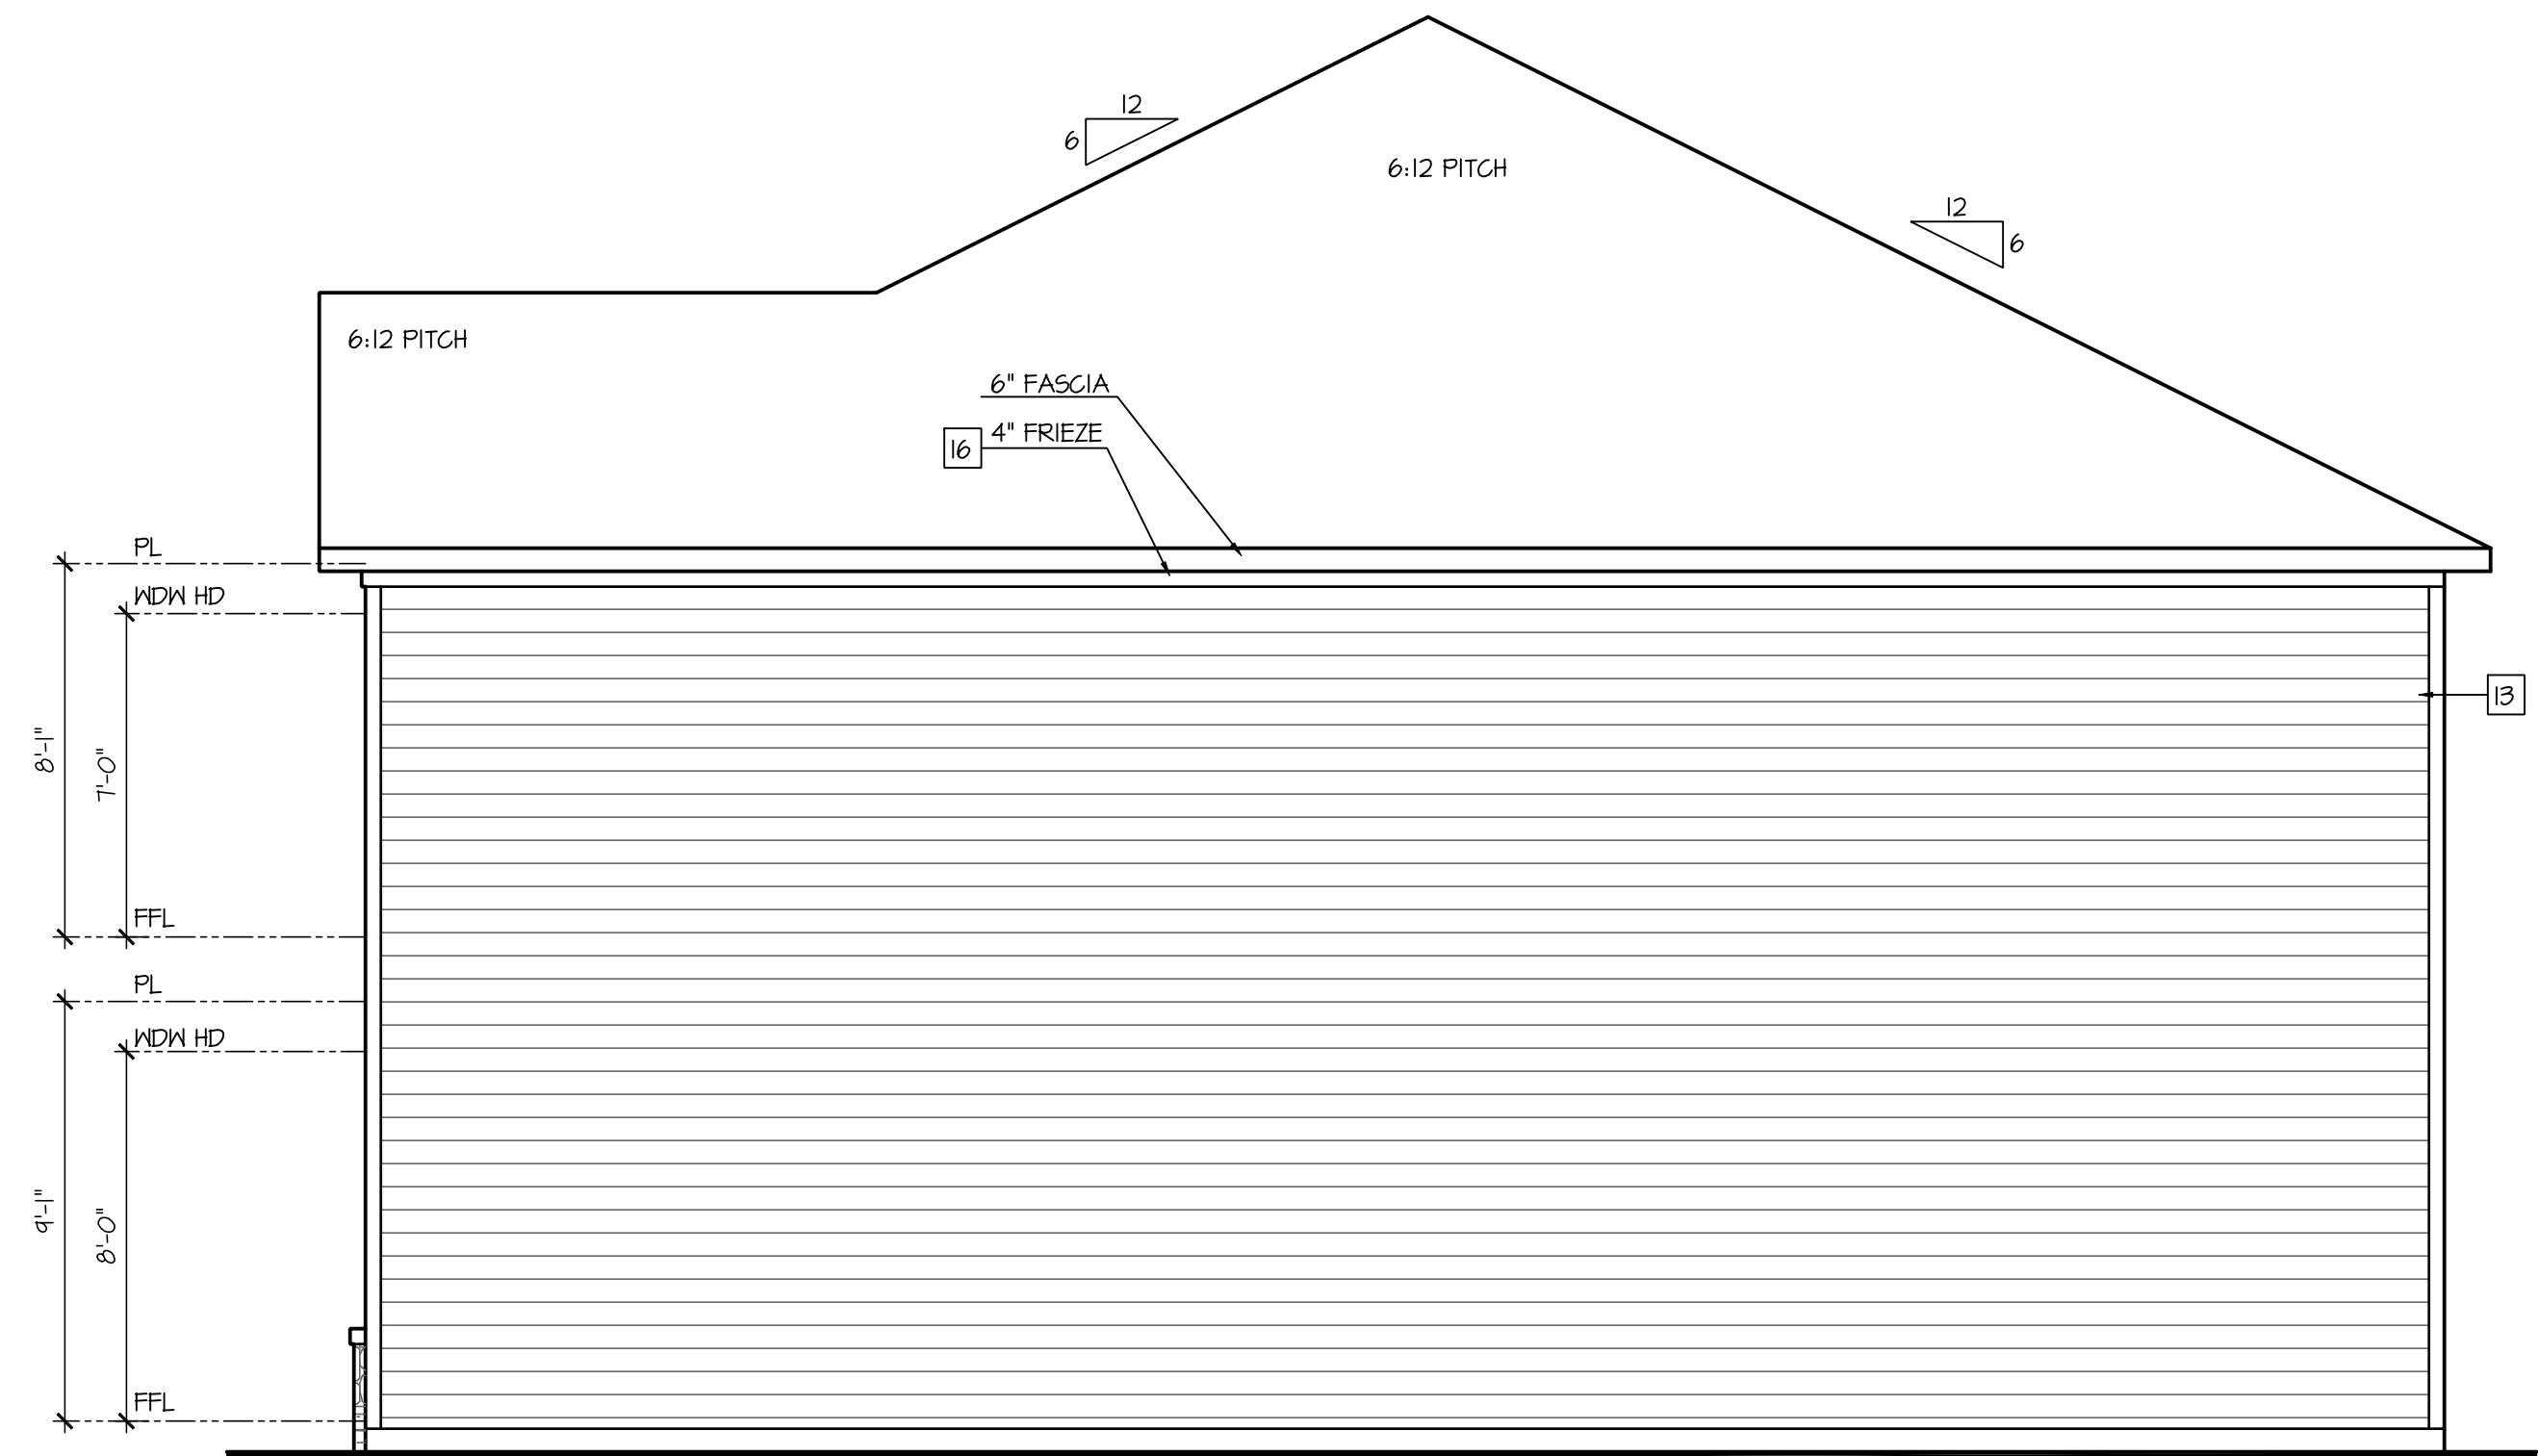 12
6
6:12 PITCH
12
6
6:12 PITCH
6" FASCIA
16 4" FRIEZE
PL
WDW HD
13
8'-1"
7'-0"
FFL
PL
WDW HD
9'-1"
8'-0"
FFL